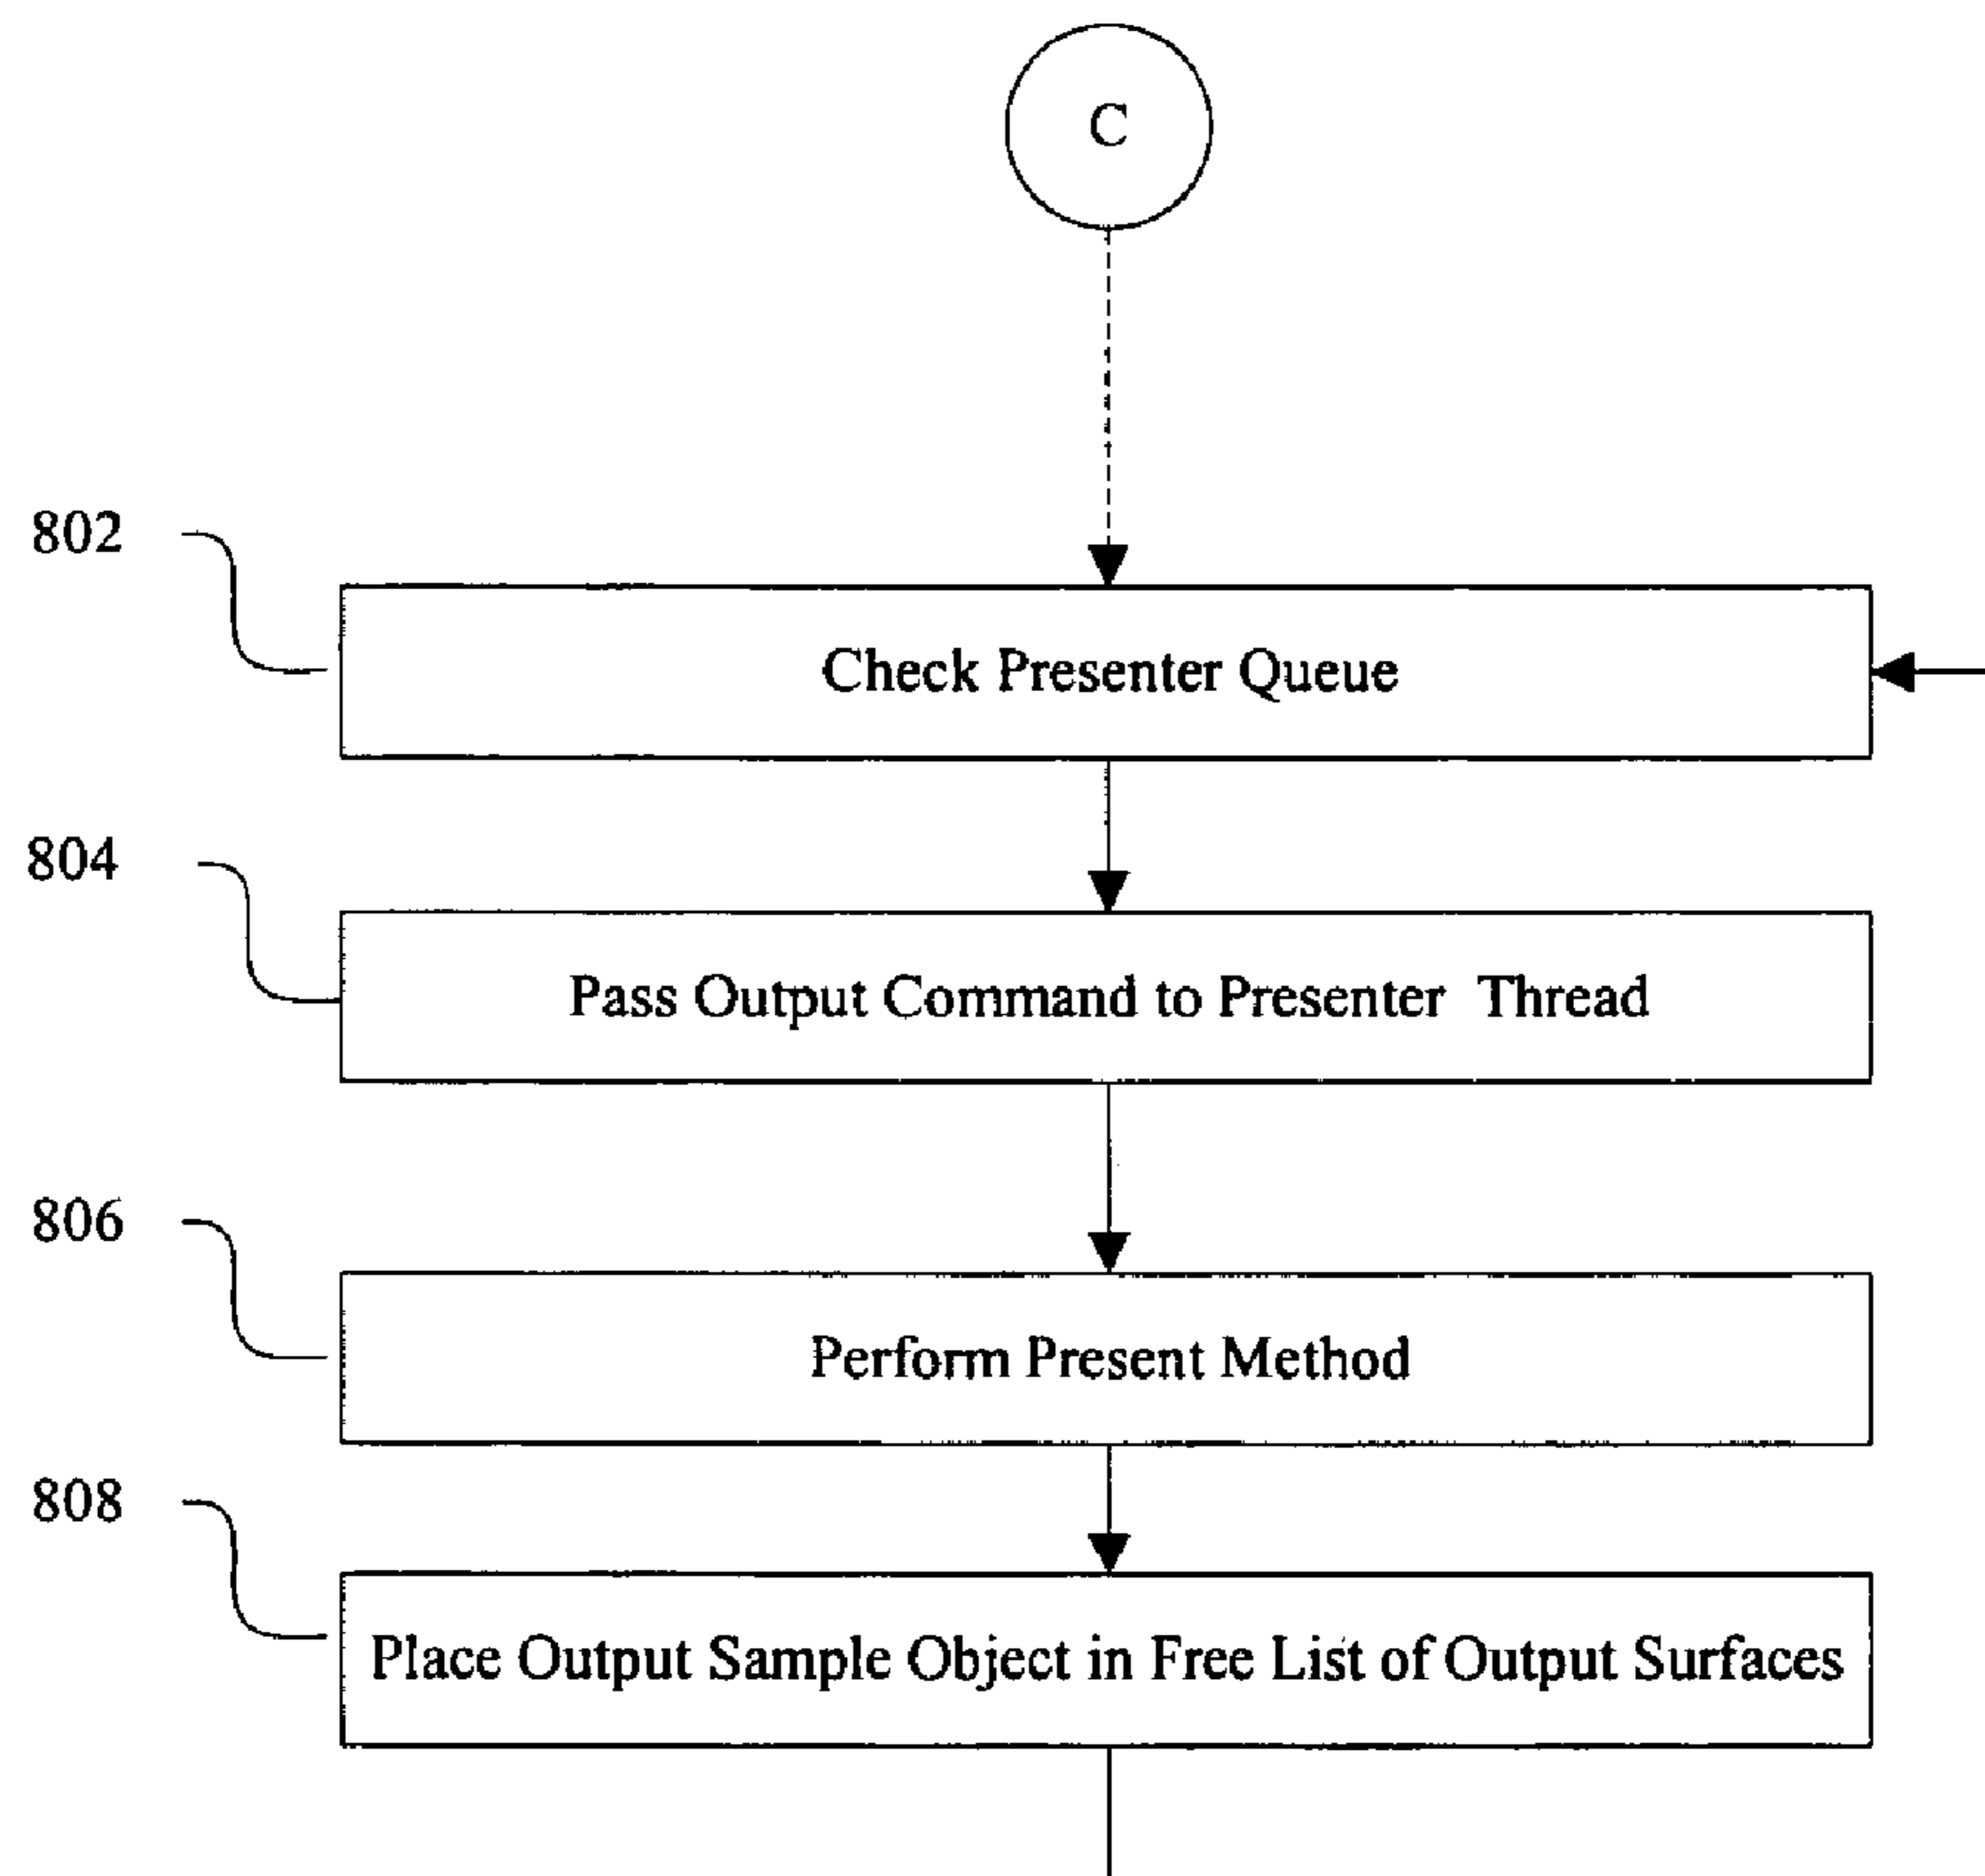 C
802
Check Presenter Queue
804
Pass Output Command to Presenter Thread
806
Perform Present Method
808
Place Output Sample Object in Free List of Output Surfaces